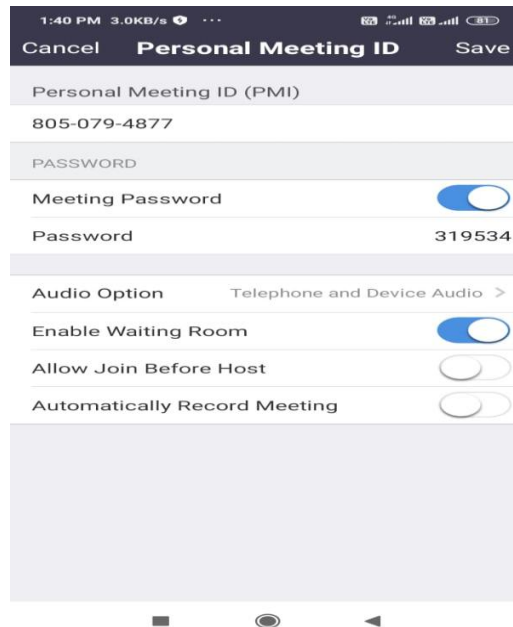 1:40 PM 3.0KB/s ... 81
Cancel Personal Meeting ID Save
Personal Meeting ID (PMI)
805-079-4877
PASSWORD
Meeting Password
Password 319534
Audio Option Telephone and Device Audio >
Enable Waiting Room
Allow Join Before Host
Automatically Record Meeting